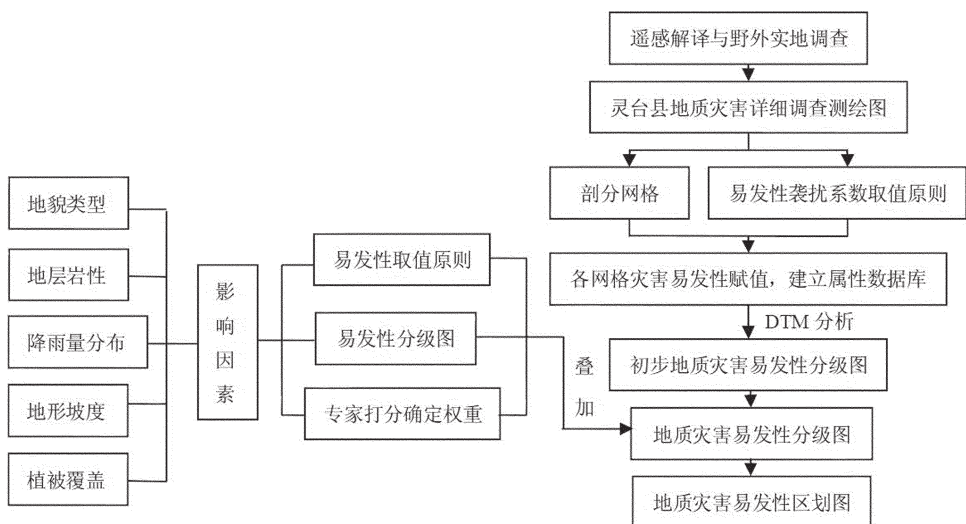 遥感解译与野外实地调查
灵台县地质灾害详细调查测绘图
剖分网格
易发性袭扰系数取值原则
各网格灾害易发性赋值，建立属性数据库
DTM 分析
初步地质灾害易发性分级图
地质灾害易发性分级图
地质灾害易发性区划图
地貌类型
地层岩性
降雨量分布
地形坡度
植被覆盖
影
响
因
素
易发性取值原则
易发性分级图
专家打分确定权重
叠
加